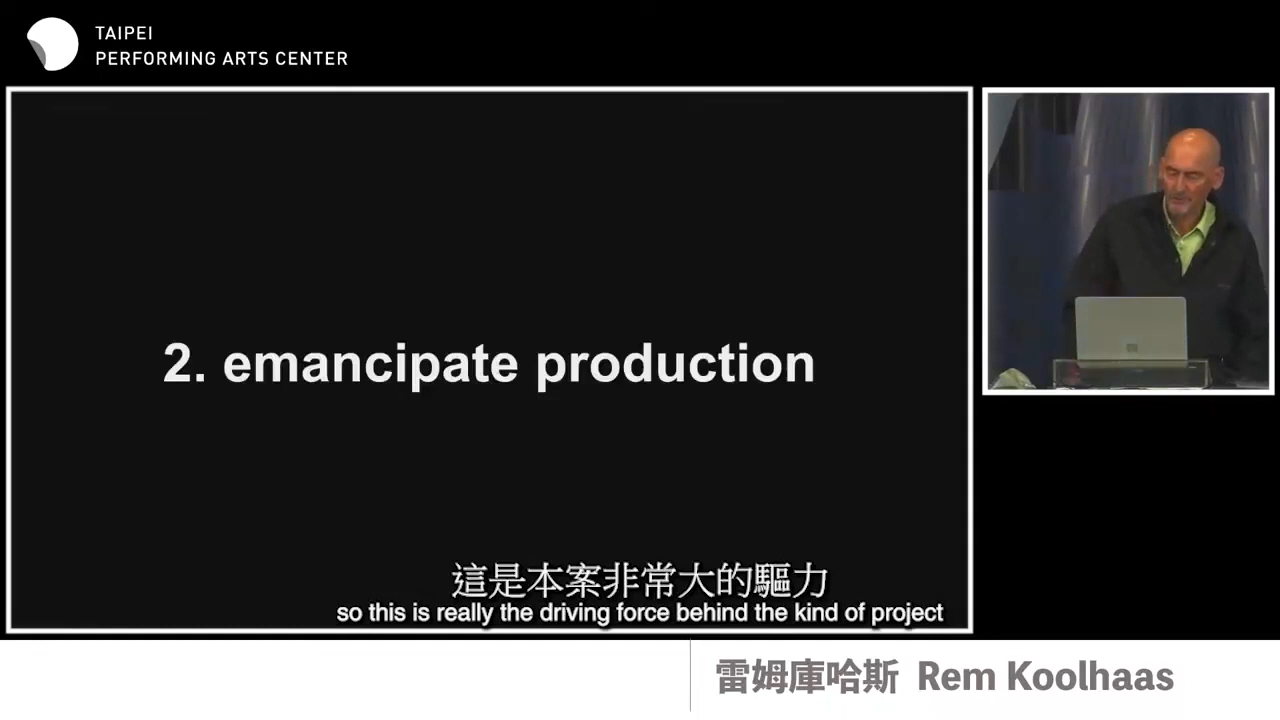 TAIPEI
PERFORMING ARTS CENTER
2. emancipate production
這是本案非常大的驅力
so this is really the driving force behind the kind of project
雷姆庫哈斯 Rem Koolhaas